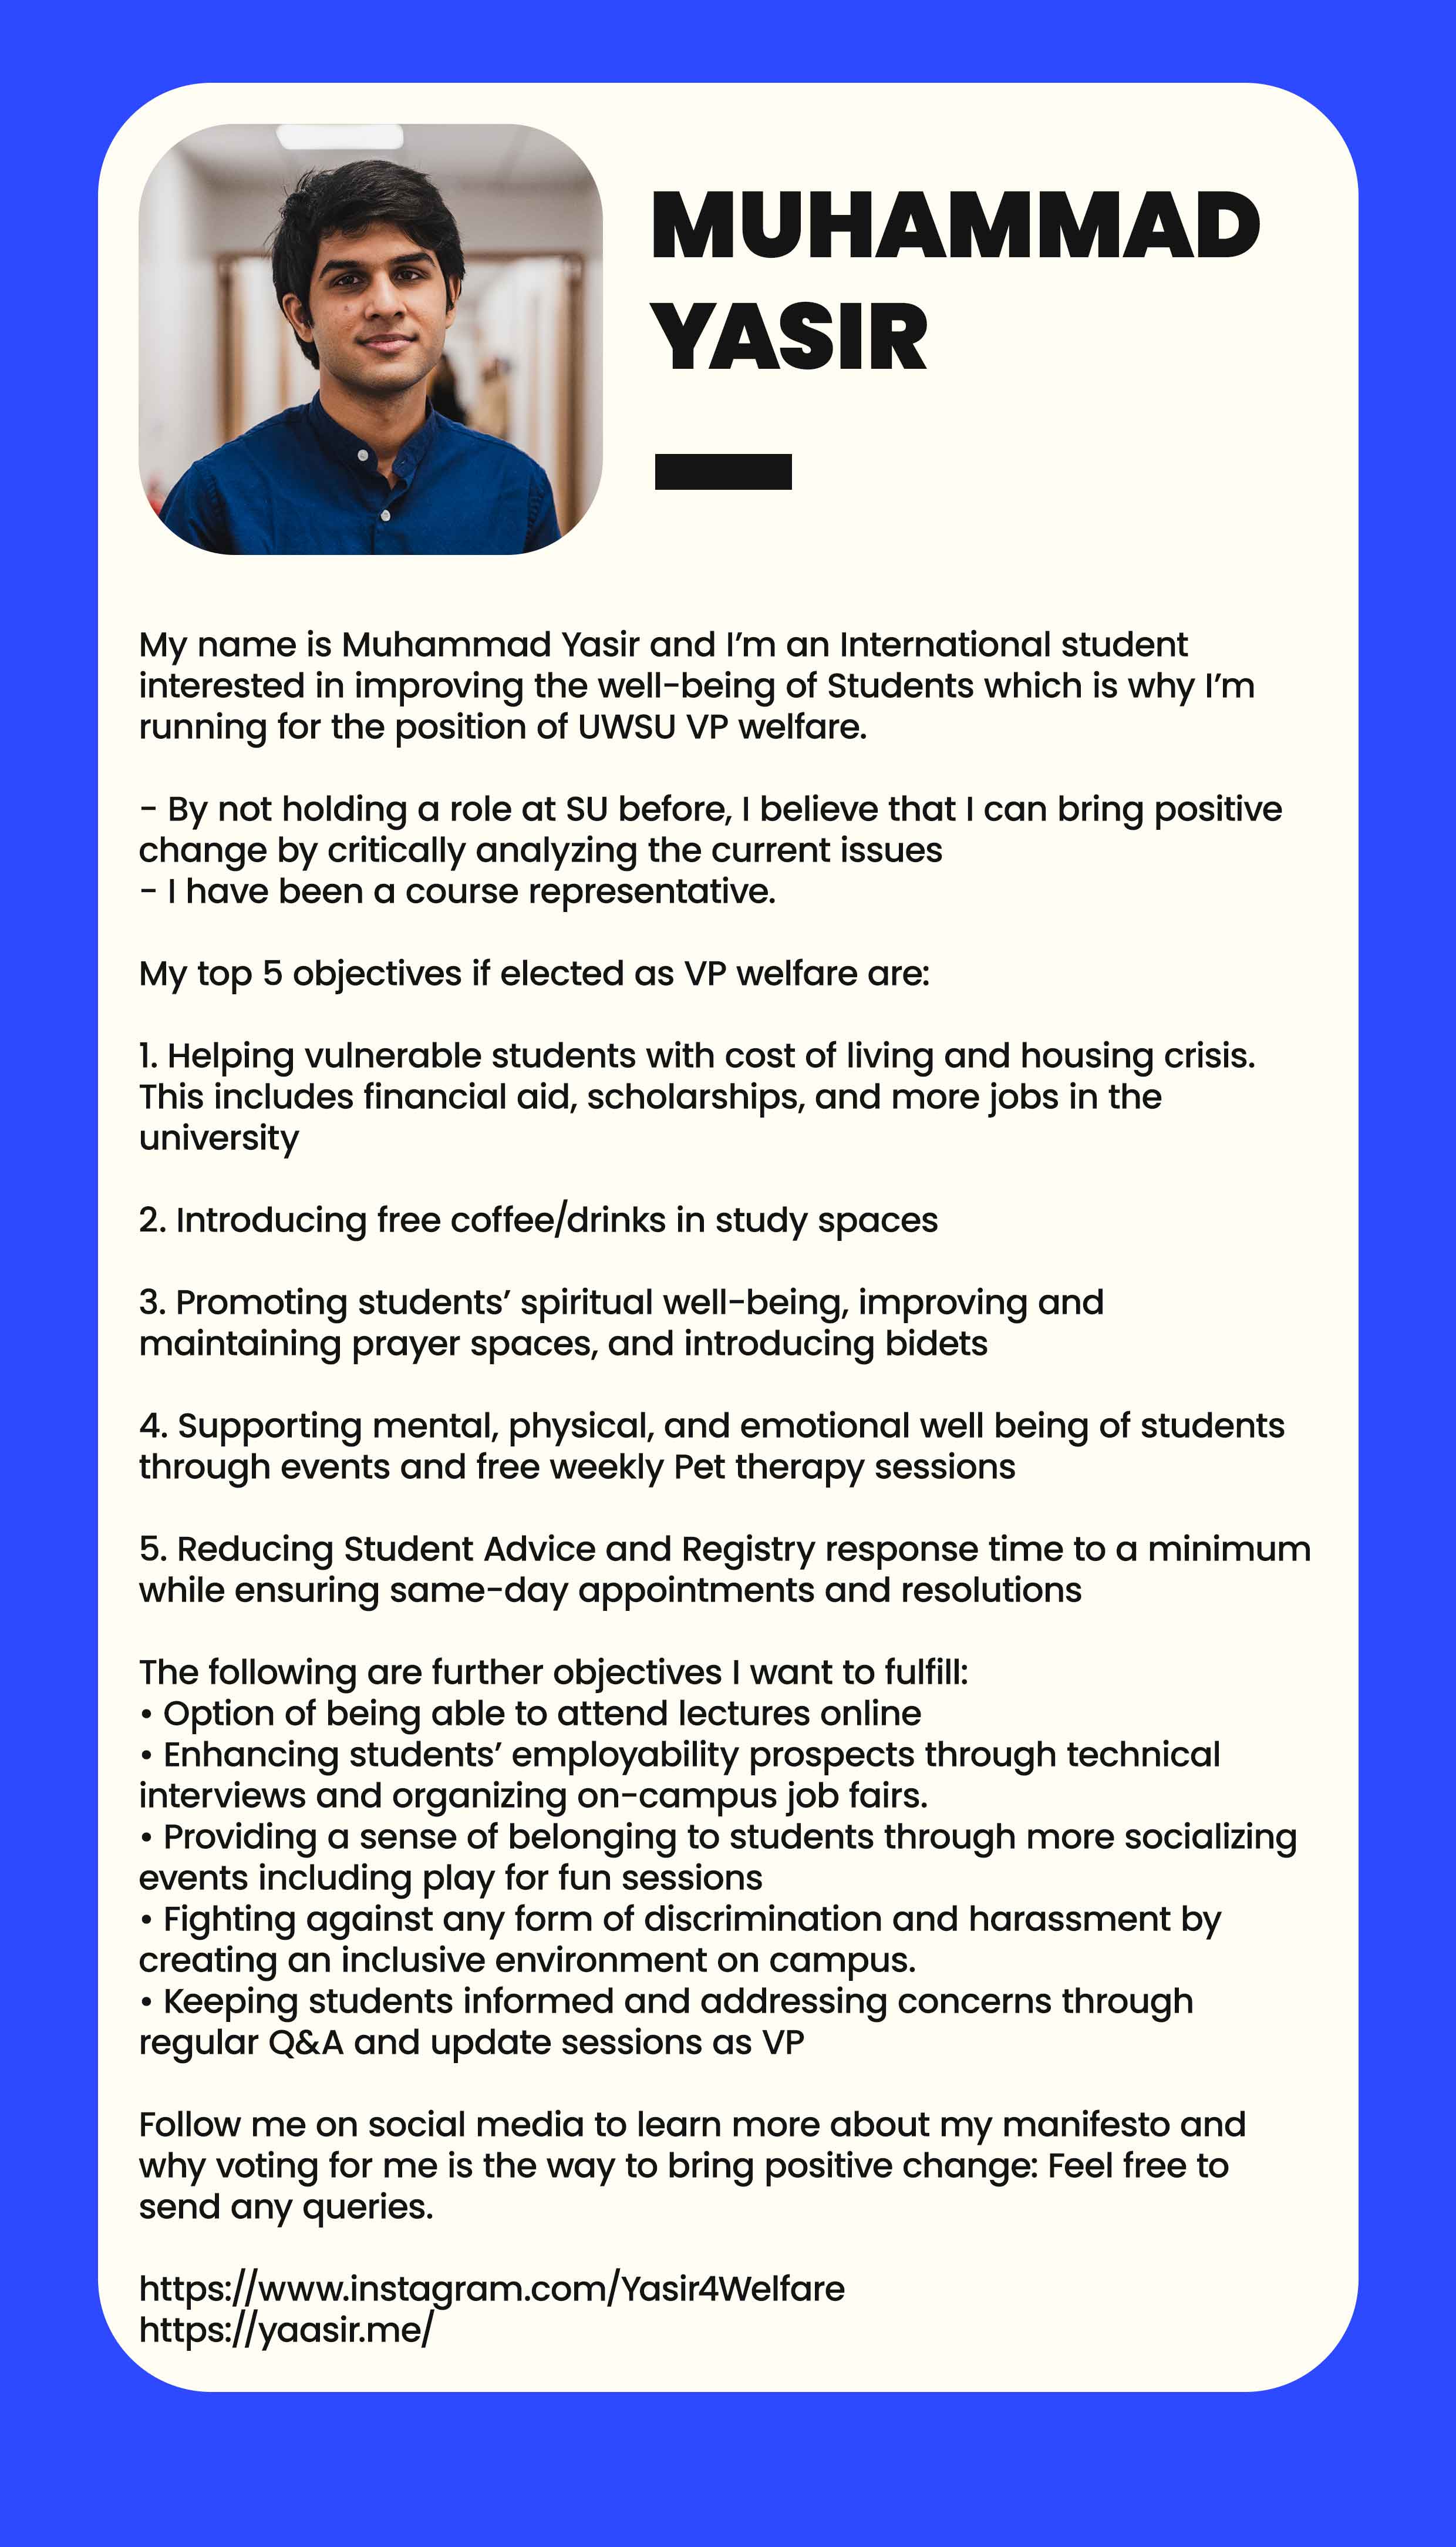 MUHAMMAD
YASIR
My name is Muhammad Yasir and I’m an International student
interested in improving the well-being of Students which is why I’m
running for the position of UWSU VP welfare.
- By not holding a role at SU before, I believe that I can bring positive
change by critically analyzing the current issues
- I have been a course representative.
My top 5 objectives if elected as VP welfare are:
1. Helping vulnerable students with cost of living and housing crisis.
This includes financial aid, scholarships, and more jobs in the
university
2. Introducing free coffee/drinks in study spaces
3. Promoting students’ spiritual well-being, improving and
maintaining prayer spaces, and introducing bidets
4. Supporting mental, physical, and emotional well being of students
through events and free weekly Pet therapy sessions
5. Reducing Student Advice and Registry response time to a minimum
while ensuring same-day appointments and resolutions
The following are further objectives I want to fulfill:
• Option of being able to attend lectures online
• Enhancing students’ employability prospects through technical
interviews and organizing on-campus job fairs.
• Providing a sense of belonging to students through more socializing
events including play for fun sessions
• Fighting against any form of discrimination and harassment by
creating an inclusive environment on campus.
• Keeping students informed and addressing concerns through
regular Q&A and update sessions as VP
Follow me on social media to learn more about my manifesto and
why voting for me is the way to bring positive change: Feel free to
send any queries.
https://www.instagram.com/Yasir4Welfare
https://yaasir.me/